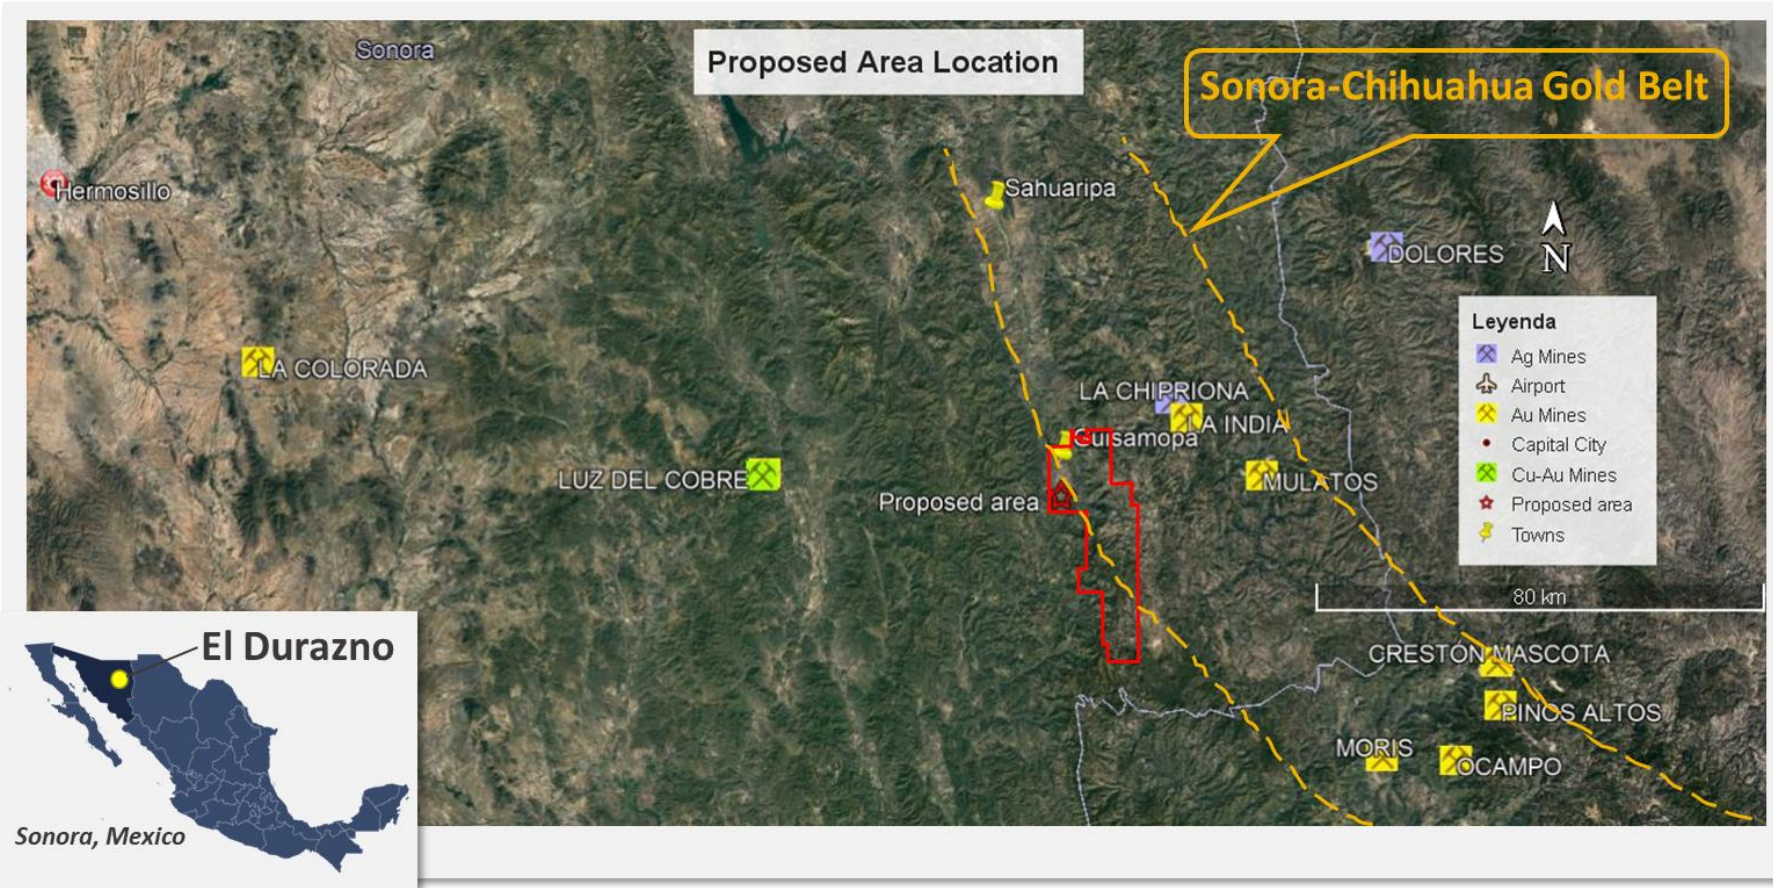 Sonora
Proposed Area Location
Sonora-Chihuahua Gold Belt
Hermosillo
Sahuaripa
DOLORES
N
Leyenda
Ag Mines
Airport
Au Mines
Capital City
Cu-Au Mines
Proposed area
Towns
LA COLORADA
LA CHIPRIONA
LA INDIA
Guisamopa
LUZ DEL COBRE
MULATOS
Proposed area
80 km
CRESTÓN MASCOTA
PINOS ALTOS
MORIS
OCAMPO
El Durazno
Sonora, Mexico